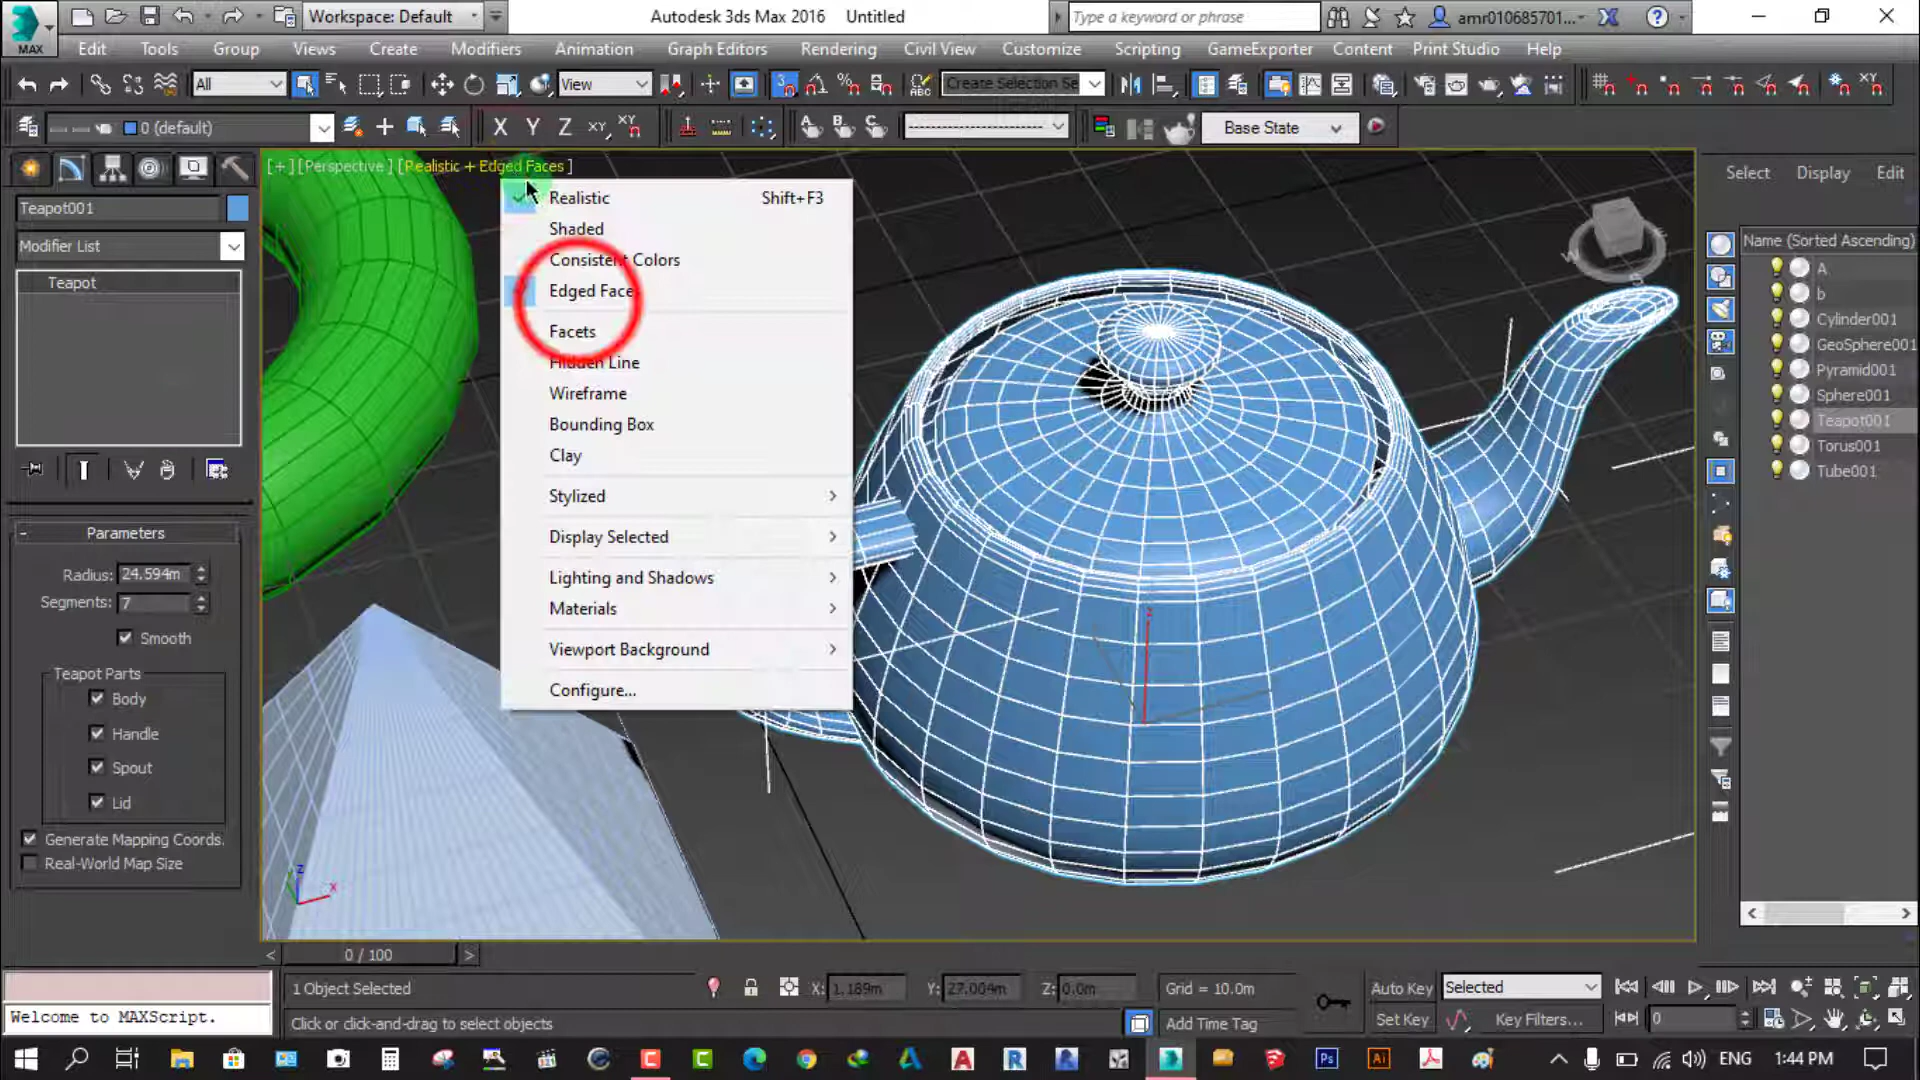 Workspace: Default
Autodesk 3ds Max 2016 Untitled
Type a keyword or phrase
amr010685701...
MAX
Edit Tools Group Views Create Modifiers Animation Graph Editors Rendering Civil View Customize Scripting GameExporter Content Print Studio Help
All
View
Create Selection Se
ABC
XY
0 (default)
X Y Z XY XY
A B C
Base State
[+][Perspective][Realistic + Edged Faces]
Select Display Edit
Teapot001
Modifier List
Teapot
Realistic Shift+F3
Shaded
Consistent Colors
Edged Face
Facets
Hidden Line
Wireframe
Bounding Box
Clay
Stylized
Display Selected
Lighting and Shadows
Materials
Viewport Background
Configure...
Name (Sorted Ascending)
A
b
Cylinder001
GeoSphere001
Pyramid001
Sphere001
Teapot001
Torus001
Tube001
Parameters
Radius: 24.594m
Segments: 7
Smooth
Teapot Parts
Body
Handle
Spout
Lid
Generate Mapping Coords.
Real-World Map Size
z
x
W
S
0 / 100
1 Object Selected
X: 1.189m Y: 27.004m Z: 0.0m
Grid = 10.0m
Auto Key Selected
Welcome to MAXScript.
Click or click-and-drag to select objects
Add Time Tag
Set Key Key Filters...
0
ENG 1:44 PM